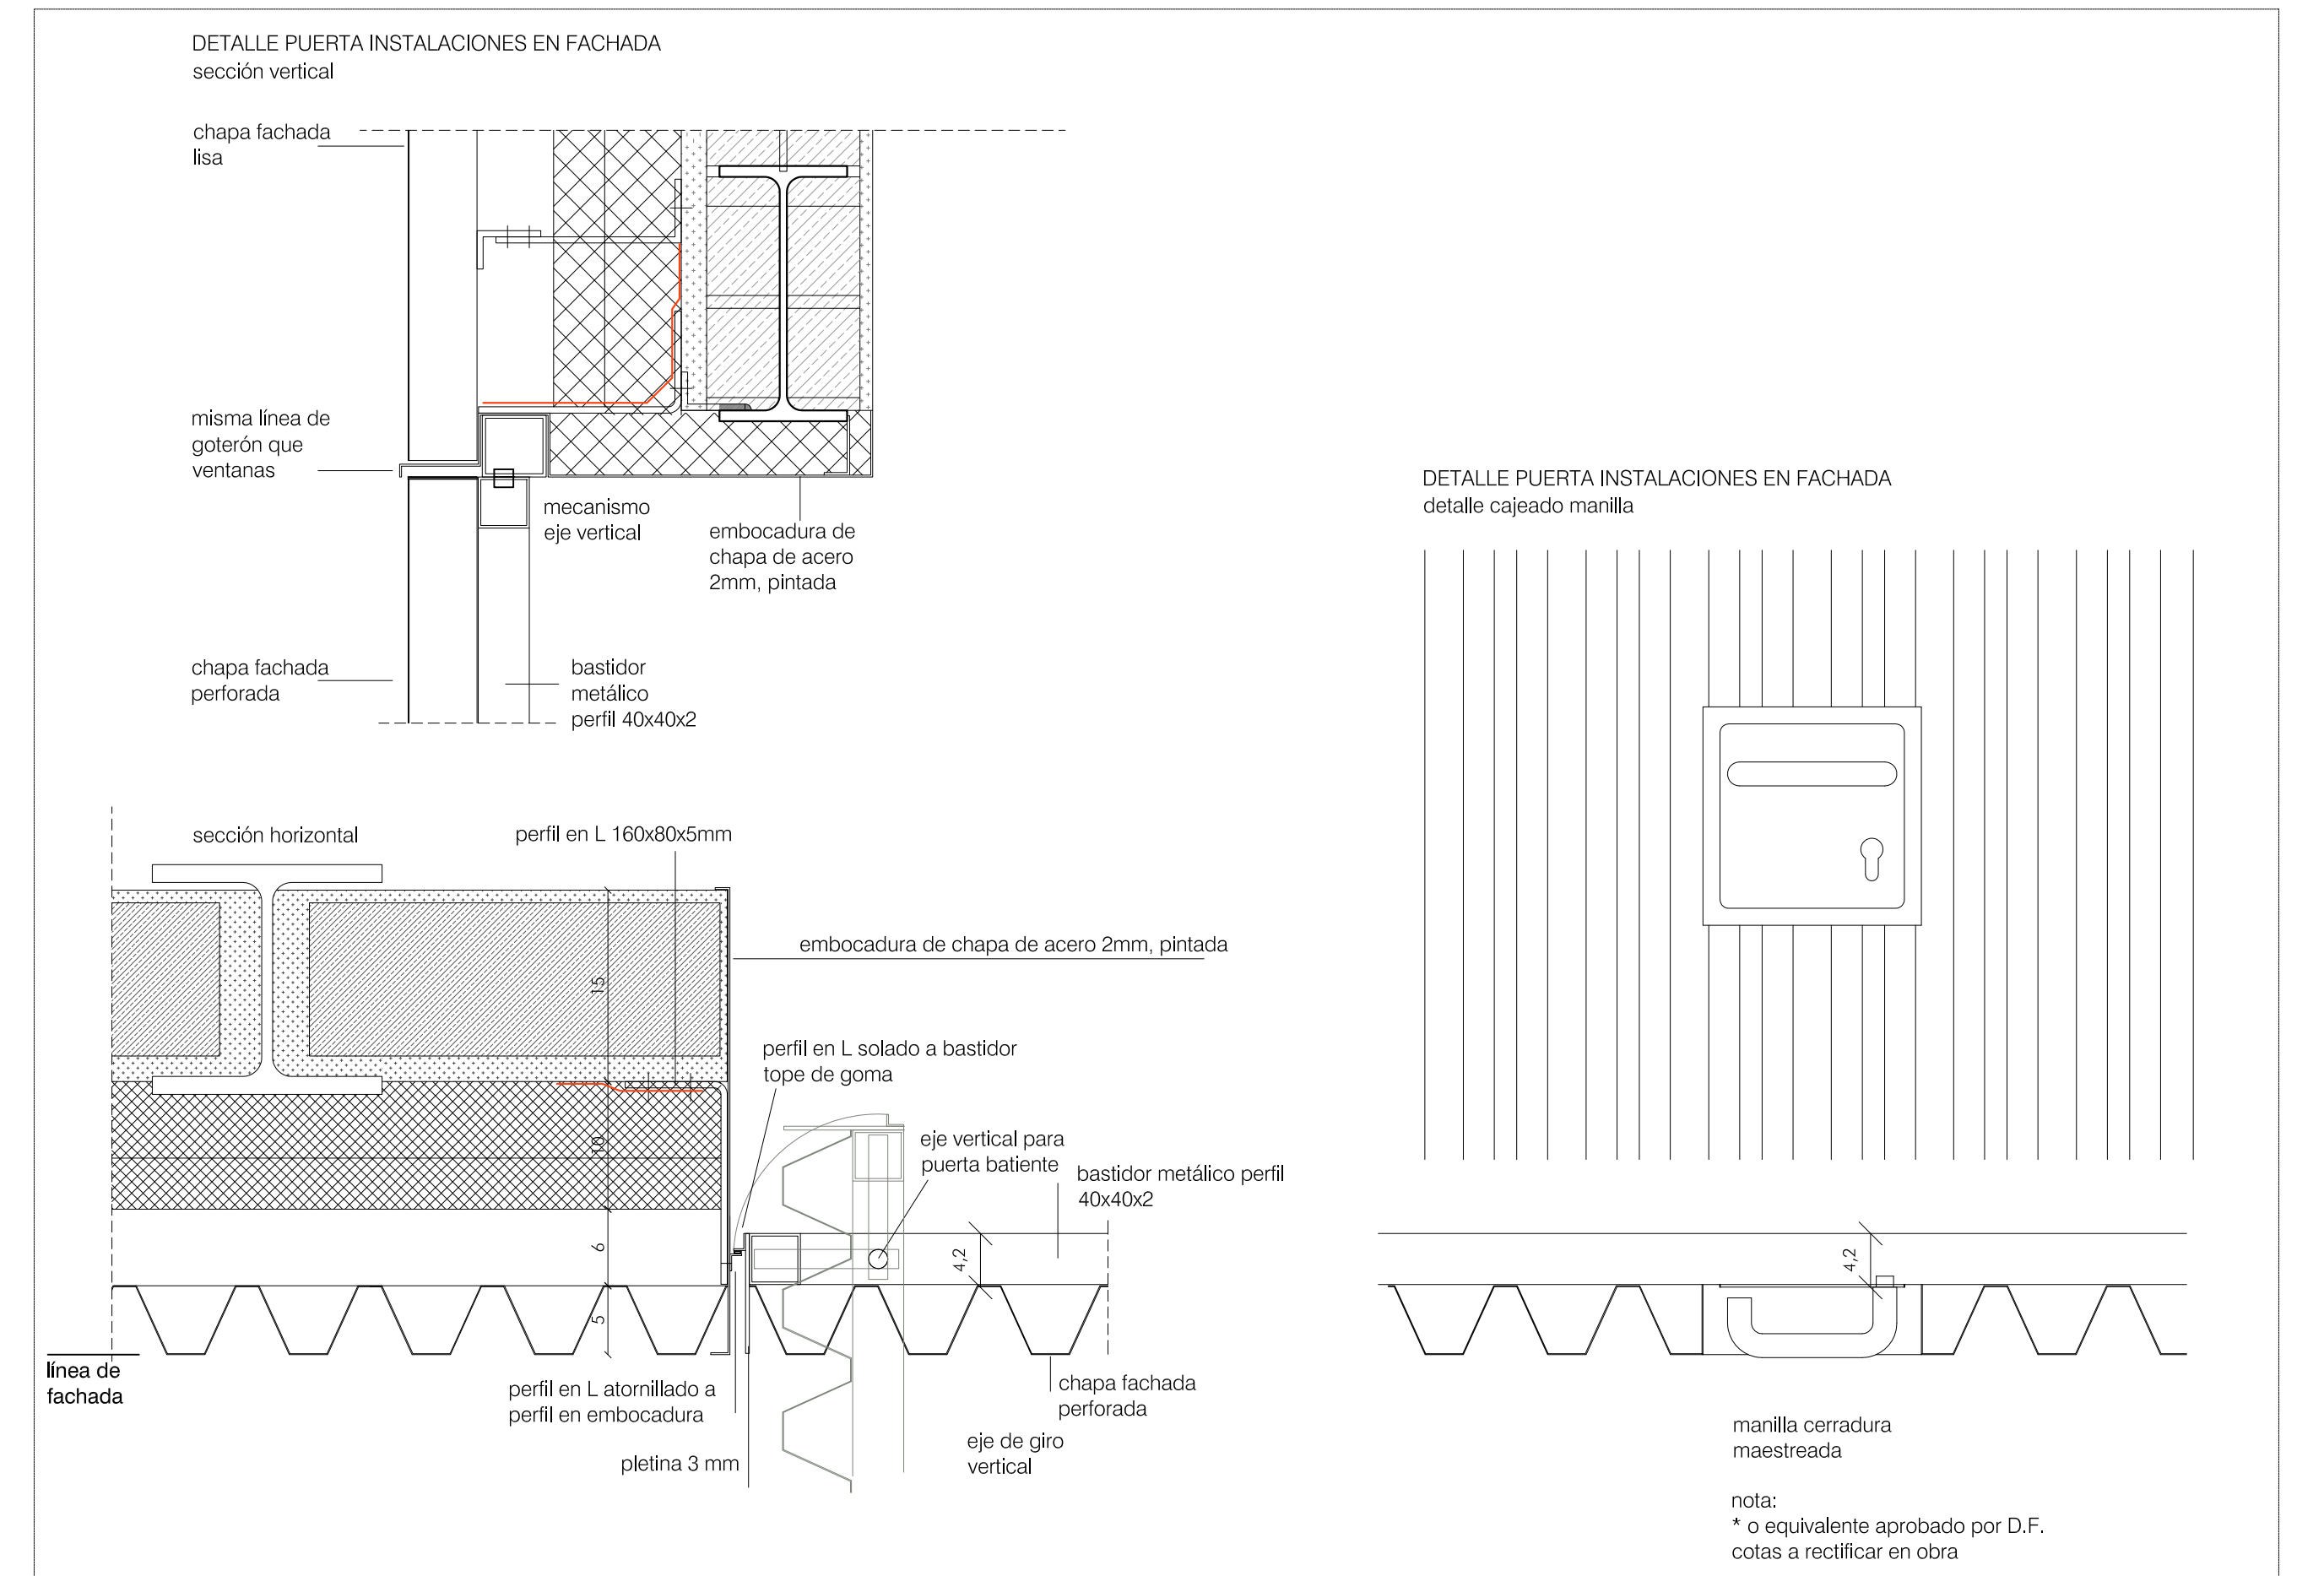 DETALLE PUERTA INSTALACIONES EN FACHADA
sección vertical
chapa fachada
lisa
misma línea de
goterón que
ventanas
mecanismo
eje vertical
embocadura de
chapa de acero
2mm, pintada
chapa fachada
perforada
bastidor
metálico
perfil 40x40x2
DETALLE PUERTA INSTALACIONES EN FACHADA
detalle cajeado manilla
sección horizontal
perfil en L 160x80x5mm
embocadura de chapa de acero 2mm, pintada
15
perfil en L solado a bastidor
tope de goma
10
eje vertical para
puerta batiente
bastidor metálico perfil
40x40x2
6
4,2
5
línea de
fachada
perfil en L atornillado a
perfil en embocadura
pletina 3 mm
chapa fachada
perforada
eje de giro
vertical
4,2
manilla cerradura
maestreada
nota:
* o equivalente aprobado por D.F.
cotas a rectificar en obra